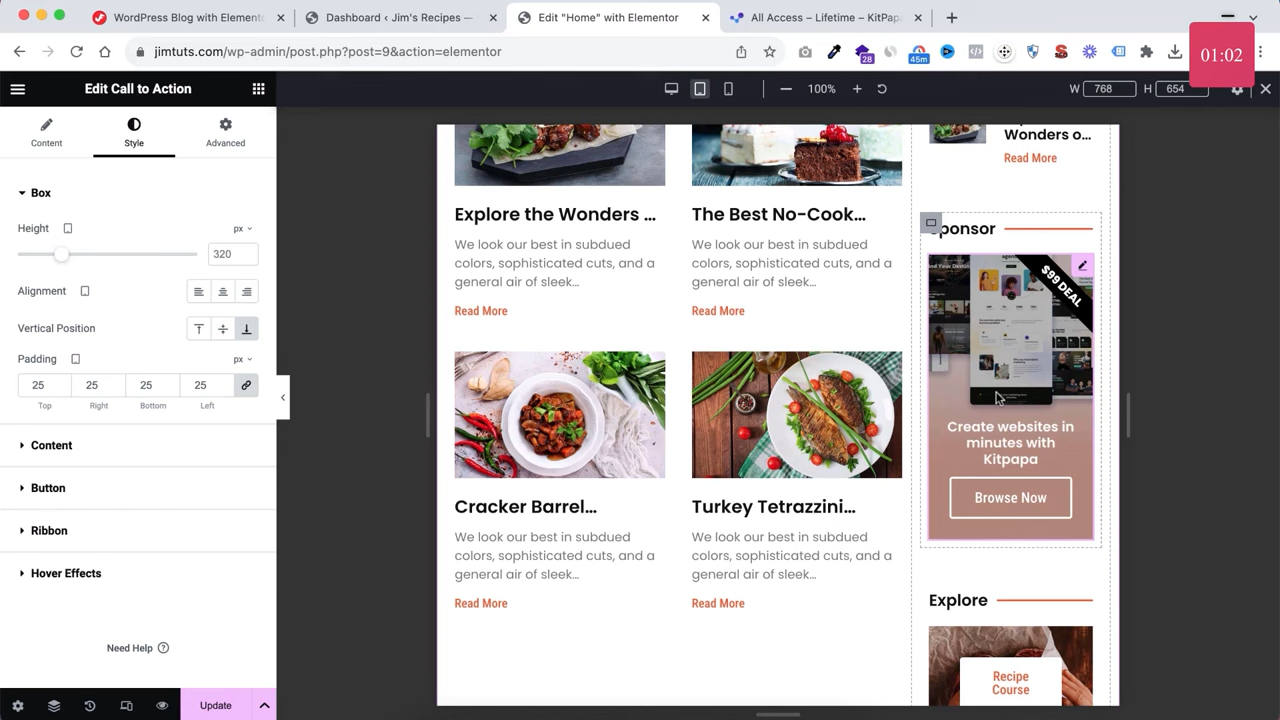 WordPress Blog with Element
Dashboard ‹ Jim's Recipes —
Edit "Home" with Elementor
All Access – Lifetime – KitPap
jimtuts.com/wp-admin/post.php?post=9&action=elementor
28
45m
01:02
Edit Call to Action
100%
W 768 H 654
Content
Style
Advanced
Box
Height px
320
Alignment
Vertical Position
Padding px
25 25 25 25
Top Right Bottom Left
Content
Button
Ribbon
Hover Effects
Need Help
Update
Explore the Wonders ...
We look our best in subdued
colors, sophisticated cuts, and a
general air of sleek...
Read More
The Best No-Cook...
We look our best in subdued
colors, sophisticated cuts, and a
general air of sleek...
Read More
Cracker Barrel...
We look our best in subdued
colors, sophisticated cuts, and a
general air of sleek...
Read More
Turkey Tetrazzini...
We look our best in subdued
colors, sophisticated cuts, and a
general air of sleek...
Read More
Wonders o...
Read More
Sponsor
$99 DEAL
Create websites in
minutes with
Kitpapa
Browse Now
Explore
Recipe
Course